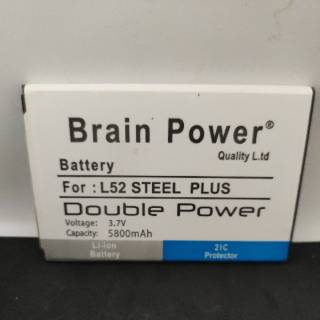 Brain Power®
Quality L.td
Battery
For : L52 STEEL PLUS
Double Power
Voltage: 3.7V
Capacity: 5800mAh
Li-ion 2IC
Battery Protector